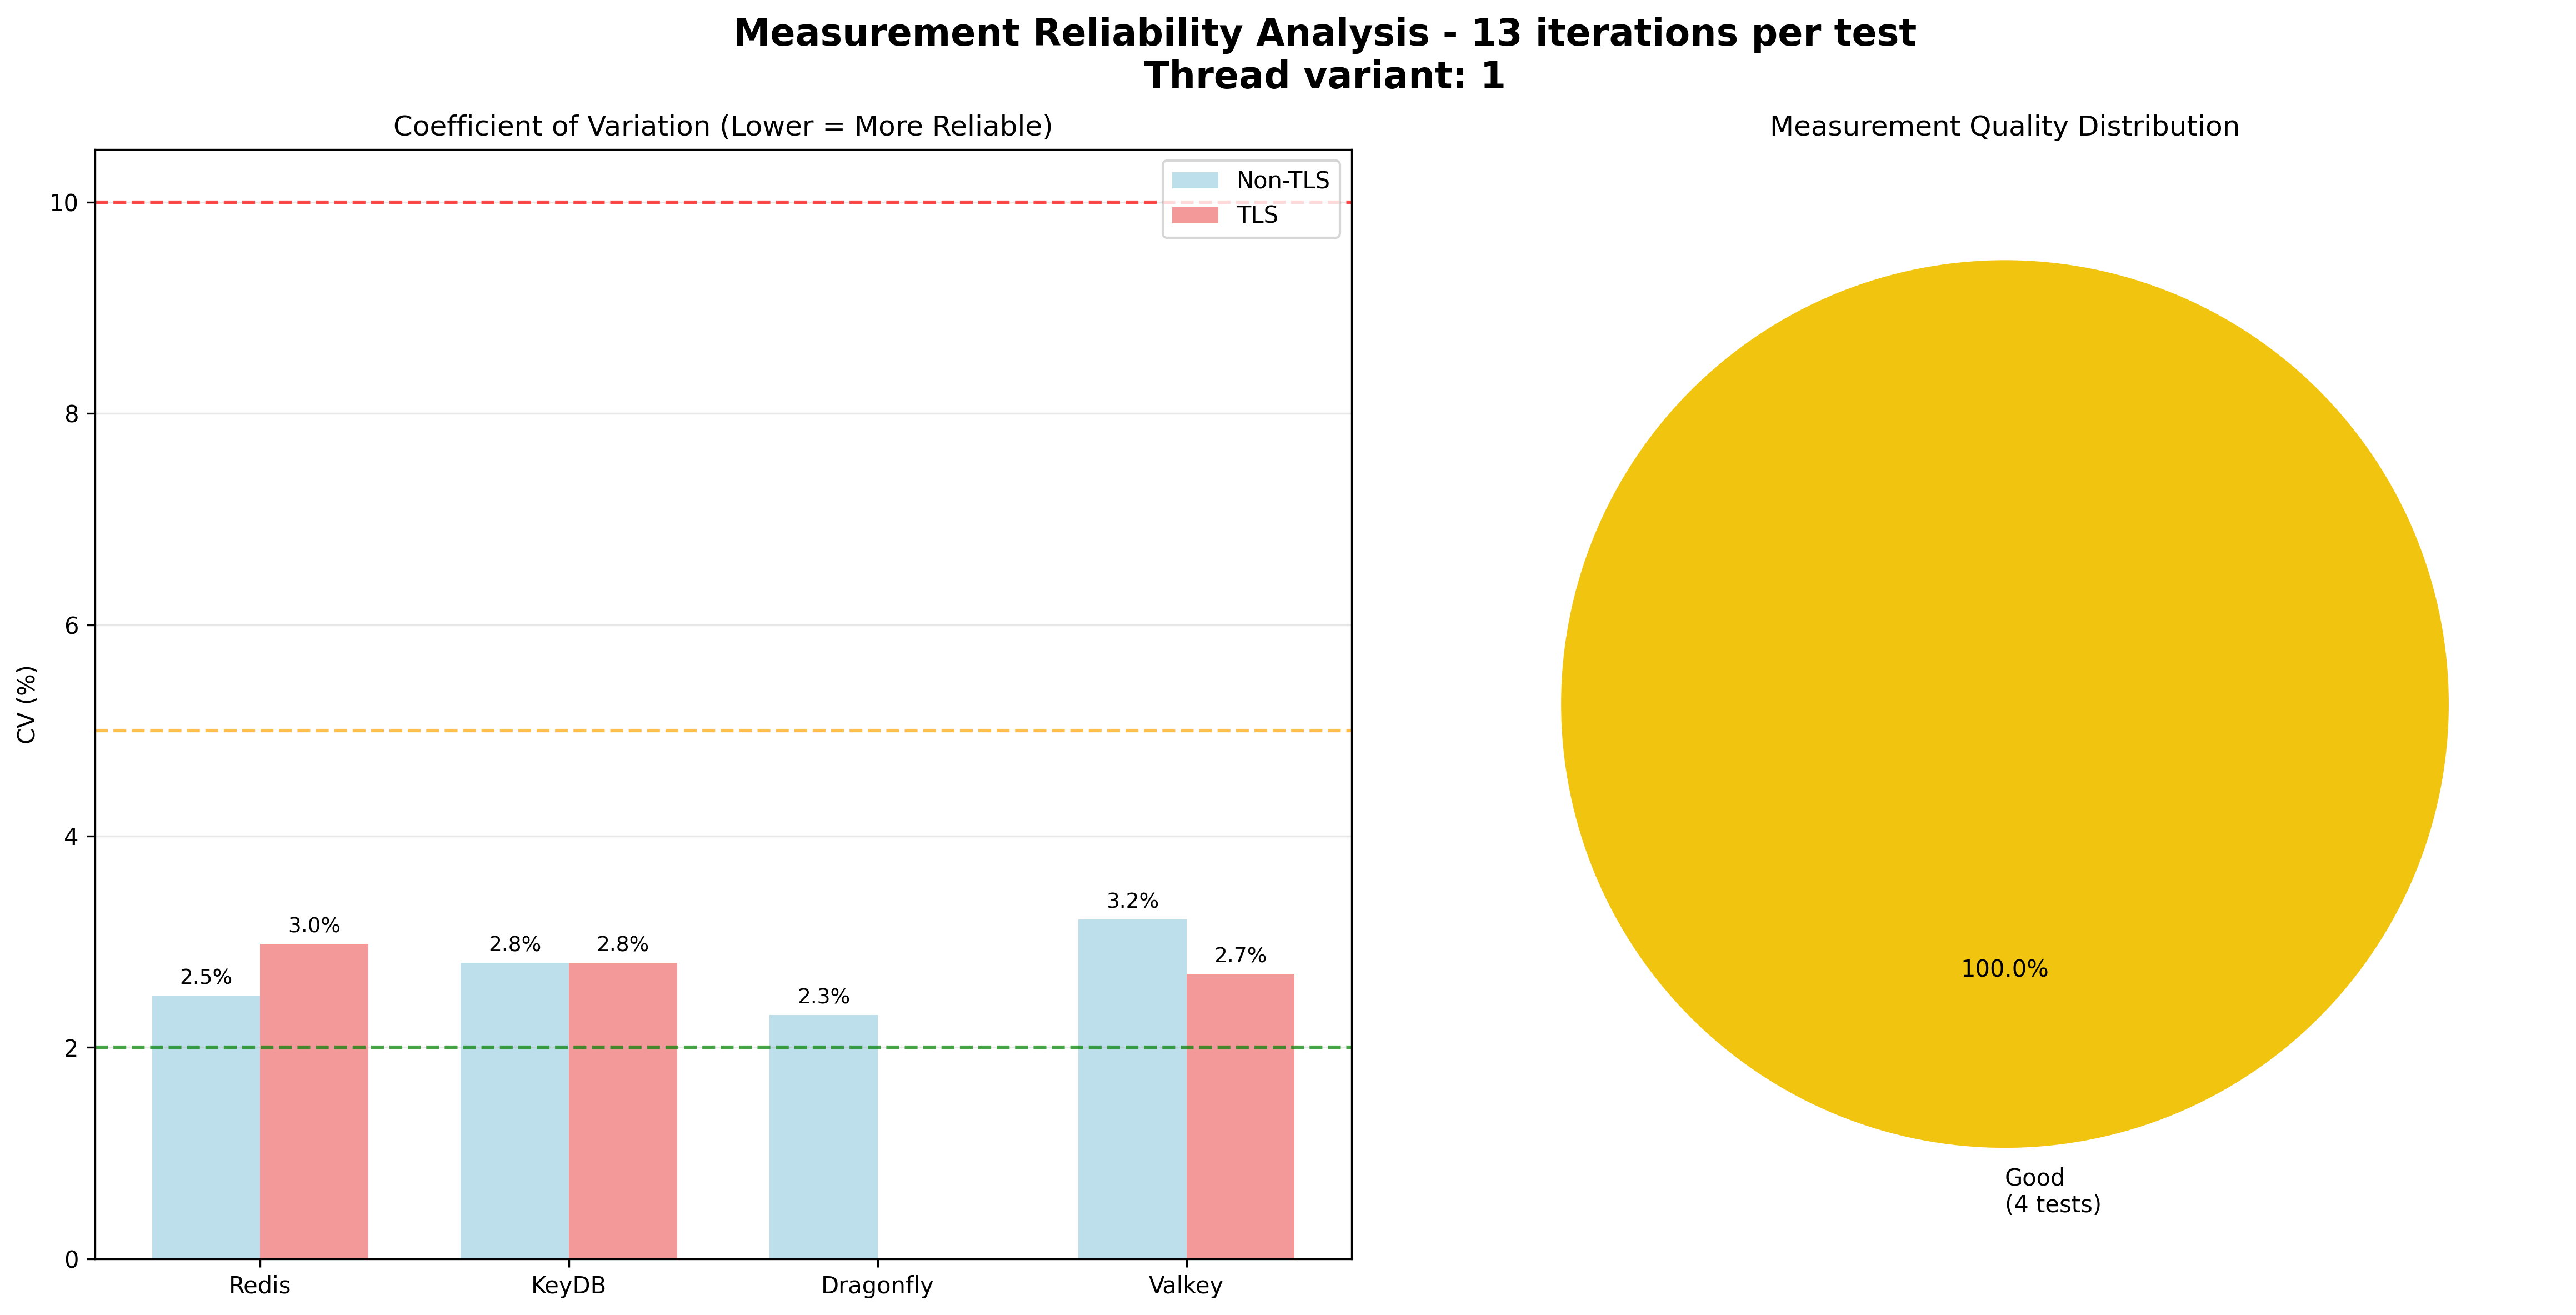 Measurement Reliability Analysis - 13 iterations per test
Thread variant: 1
Coefficient of Variation (Lower = More Reliable)
Non-TLS
TLS
CV (%)
10
8
6
4
2
0
2.5%
3.0%
2.8%
2.8%
2.3%
3.2%
2.7%
Redis
KeyDB
Dragonfly
Valkey
Measurement Quality Distribution
100.0%
Good
(4 tests)